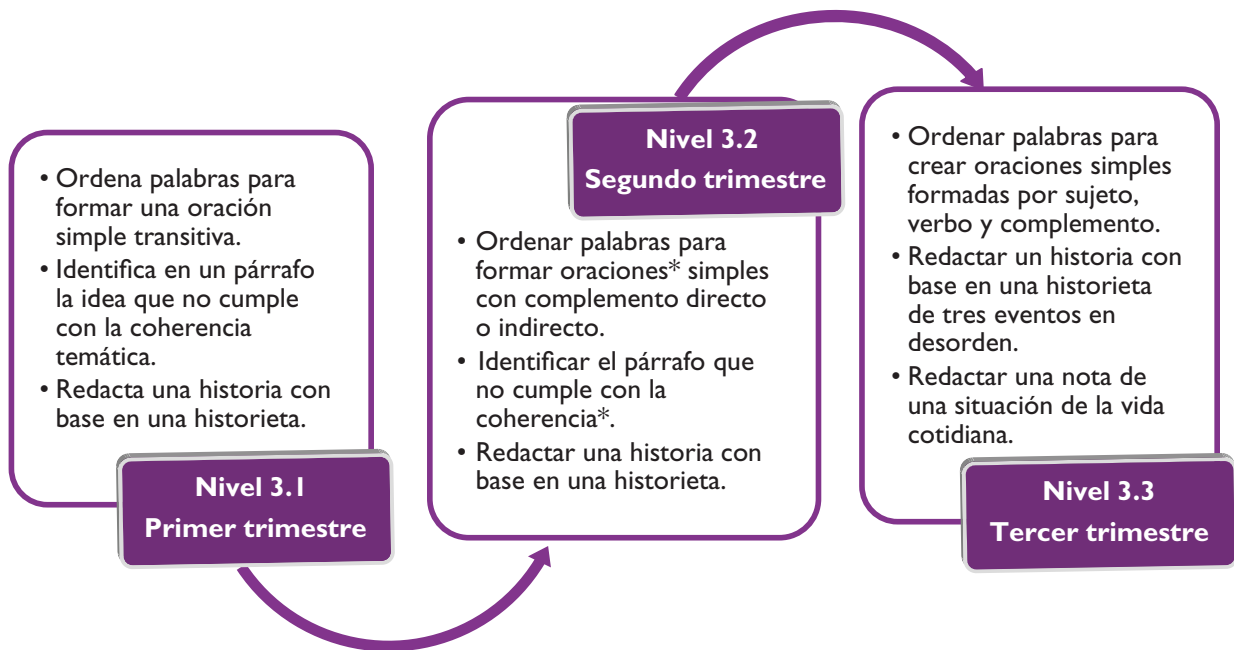 • Ordena palabras para
formar una oración
simple transitiva.
• Identifica en un párrafo
la idea que no cumple
con la coherencia
temática.
• Redacta una historia con
base en una historieta.
Nivel 3.1
Primer trimestre
Nivel 3.2
Segundo trimestre
• Ordenar palabras para
formar oraciones* simples
con complemento directo
o indirecto.
• Identificar el párrafo que
no cumple con la
coherencia*.
• Redactar una historia con
base en una historieta.
• Ordenar palabras para
crear oraciones simples
formadas por sujeto,
verbo y complemento.
• Redactar un historia con
base en una historieta
de tres eventos en
desorden.
• Redactar una nota de
una situación de la vida
cotidiana.
Nivel 3.3
Tercer trimestre